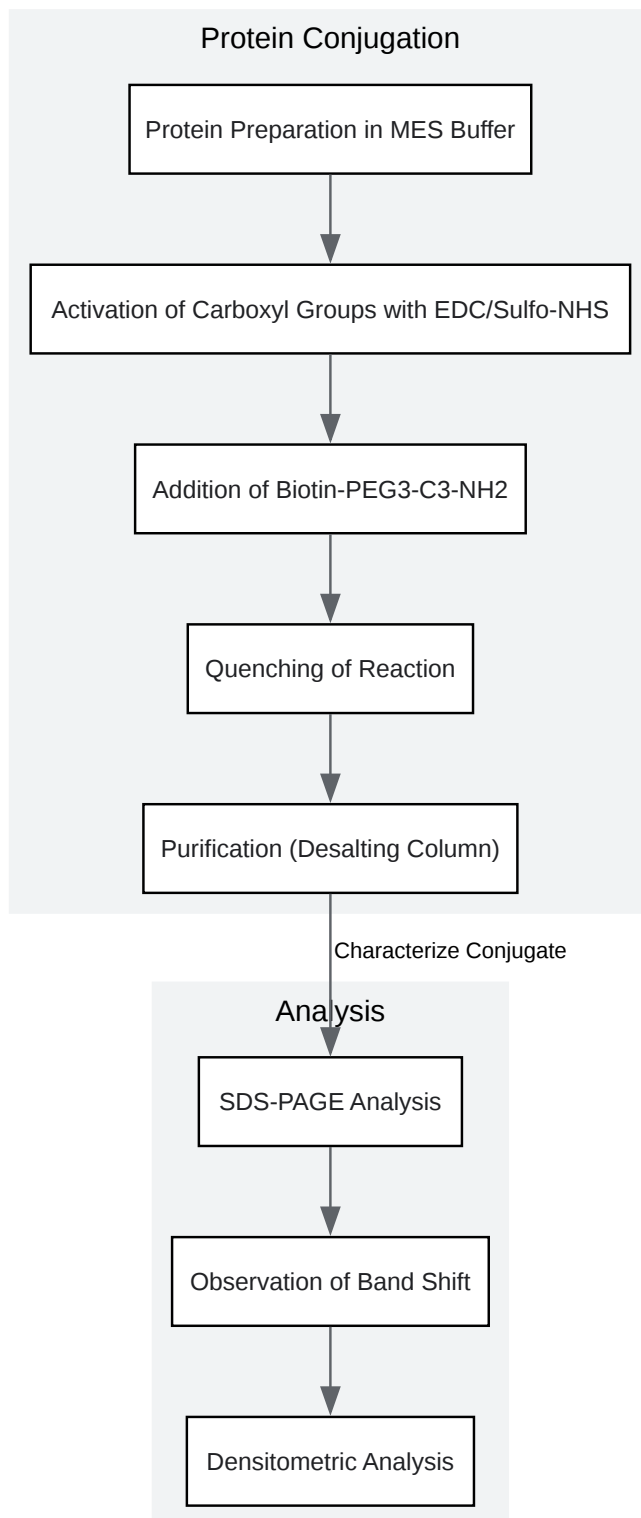 Protein Conjugation
Protein Preparation in MES Buffer
Activation of Carboxyl Groups with EDC/Sulfo-NHS
Addition of Biotin-PEG3-C3-NH2
Quenching of Reaction
Purification (Desalting Column)
Characterize Conjugate
Analysis
SDS-PAGE Analysis
Observation of Band Shift
Densitometric Analysis